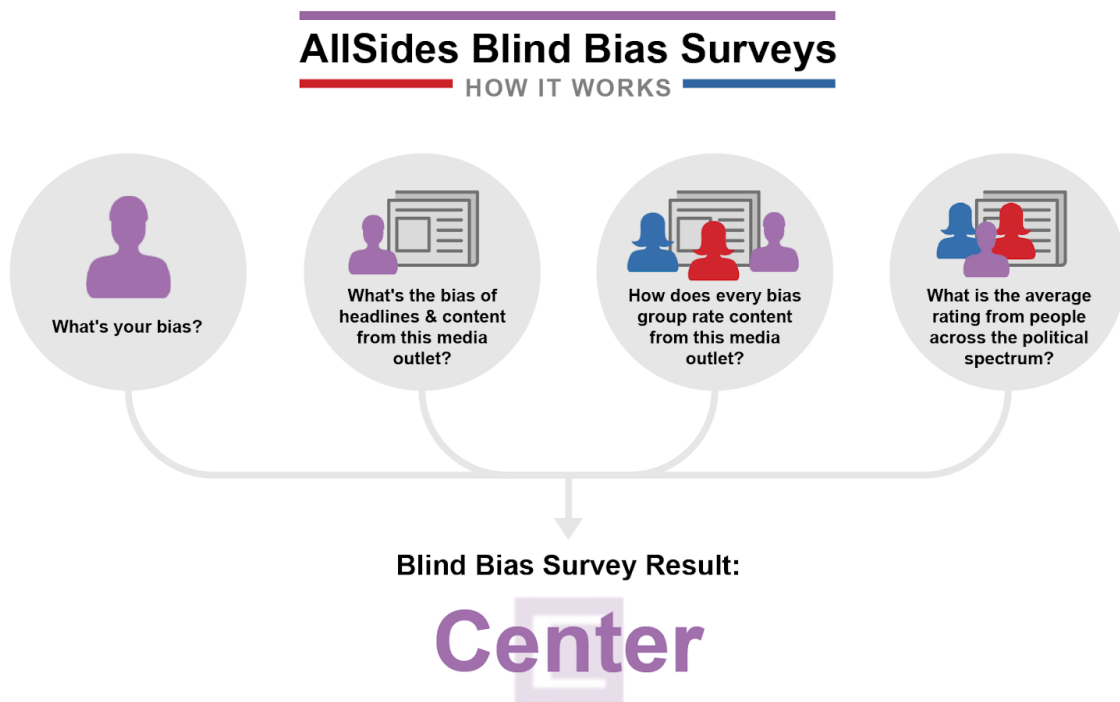 AllSides Blind Bias Surveys
HOW IT WORKS
What's your bias?
What's the bias of
headlines & content
from this media
outlet?
How does every bias
group rate content
from this media
outlet?
What is the average
rating from people
across the political
spectrum?
Blind Bias Survey Result:
Center